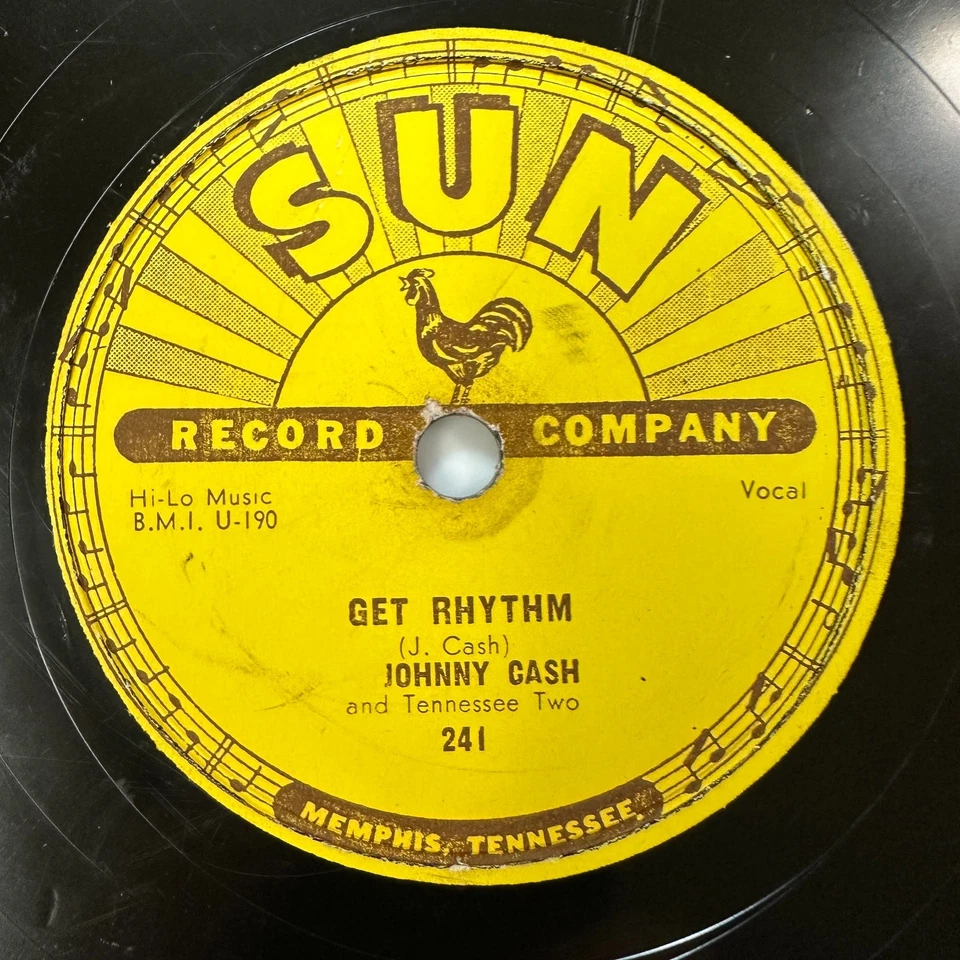 SUN
RECORD COMPANY
Hi-Lo Music
B.M.I. U-190
Vocal
GET RHYTHM
(J. Cash)
JOHNNY CASH
and Tennessee Two
241
MEMPHIS, TENNESSEE